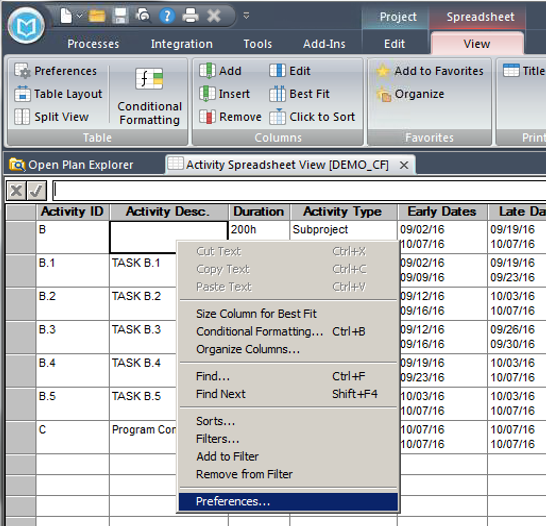 Project Spreadsheet
Processes Integration Tools Add-Ins Edit View
Preferences
Table Layout
Split View
Conditional
Formatting
Table
Add
Insert
Remove
Edit
Best Fit
Click to Sort
Columns
Add to Favorites
Organize
Favorites
Title
Print
Open Plan Explorer Activity Spreadsheet View [DEMO_CF]
Activity ID Activity Desc. Duration Activity Type Early Dates Late Da
B 200h Subproject 09/02/16 09/19/16
10/07/16 10/07/16
B.1 TASK B.1 09/02/16 09/19/16
09/09/16 09/23/16
B.2 TASK B.2 09/12/16 10/03/16
09/16/16 10/07/16
B.3 TASK B.3 09/12/16 09/26/16
09/16/16 09/30/16
B.4 TASK B.4 09/19/16 10/03/16
09/23/16 10/07/16
B.5 TASK B.5 10/03/16 10/03/16
10/07/16 10/07/16
C Program Con 10/07/16 10/07/16
10/07/16 10/07/16
Cut Text Ctrl+X
Copy Text Ctrl+C
Paste Text Ctrl+V
Size Column for Best Fit
Conditional Formatting... Ctrl+B
Organize Columns...
Find... Ctrl+F
Find Next Shift+F4
Sorts...
Filters...
Add to Filter
Remove from Filter
Preferences...